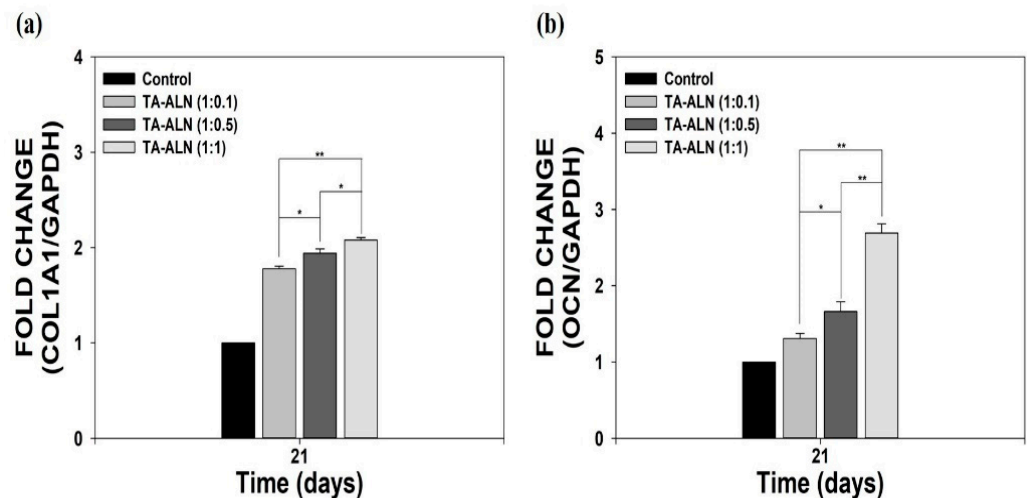 (a)
4
3
2
1
0
FOLD CHANGE
(COL1A1/GAPDH)
Control
TA-ALN (1:0.1)
TA-ALN (1:0.5)
TA-ALN (1:1)
**
*
*
21
Time (days)
(b)
5
4
3
2
1
0
FOLD CHANGE
(OCN/GAPDH)
Control
TA-ALN (1:0.1)
TA-ALN (1:0.5)
TA-ALN (1:1)
**
**
*
21
Time (days)